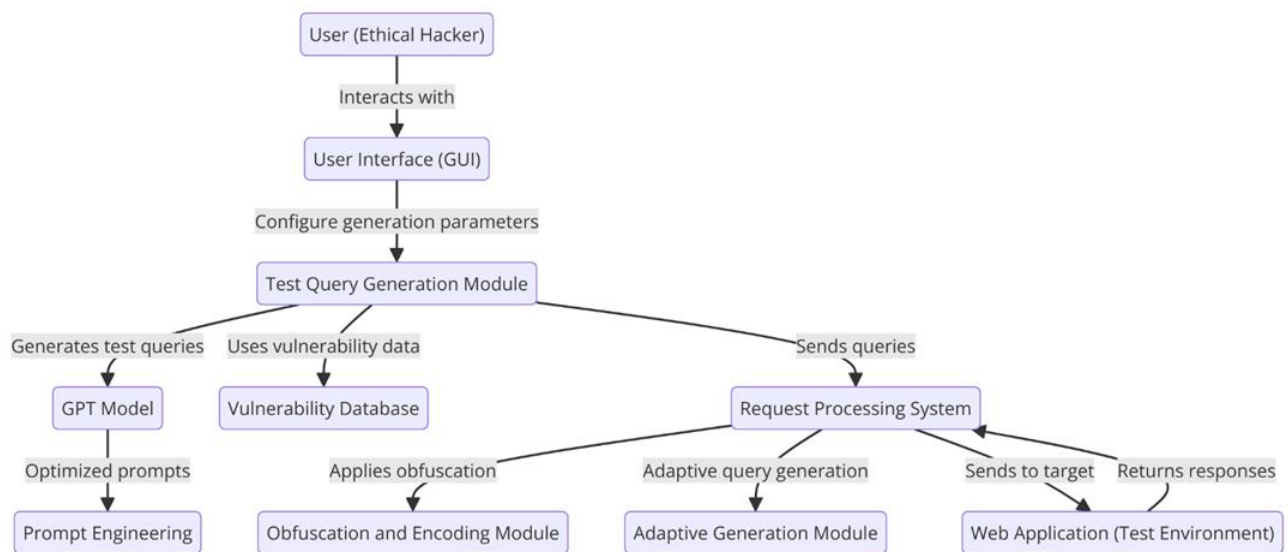 User (Ethical Hacker)
Interacts with
User Interface (GUI)
Configure generation parameters
Test Query Generation Module
Generates test queries
Uses vulnerability data
Sends queries
GPT Model
Vulnerability Database
Request Processing System
Optimized prompts
Applies obfuscation
Adaptive query generation
Sends to target
Returns responses
Prompt Engineering
Obfuscation and Encoding Module
Adaptive Generation Module
Web Application (Test Environment)